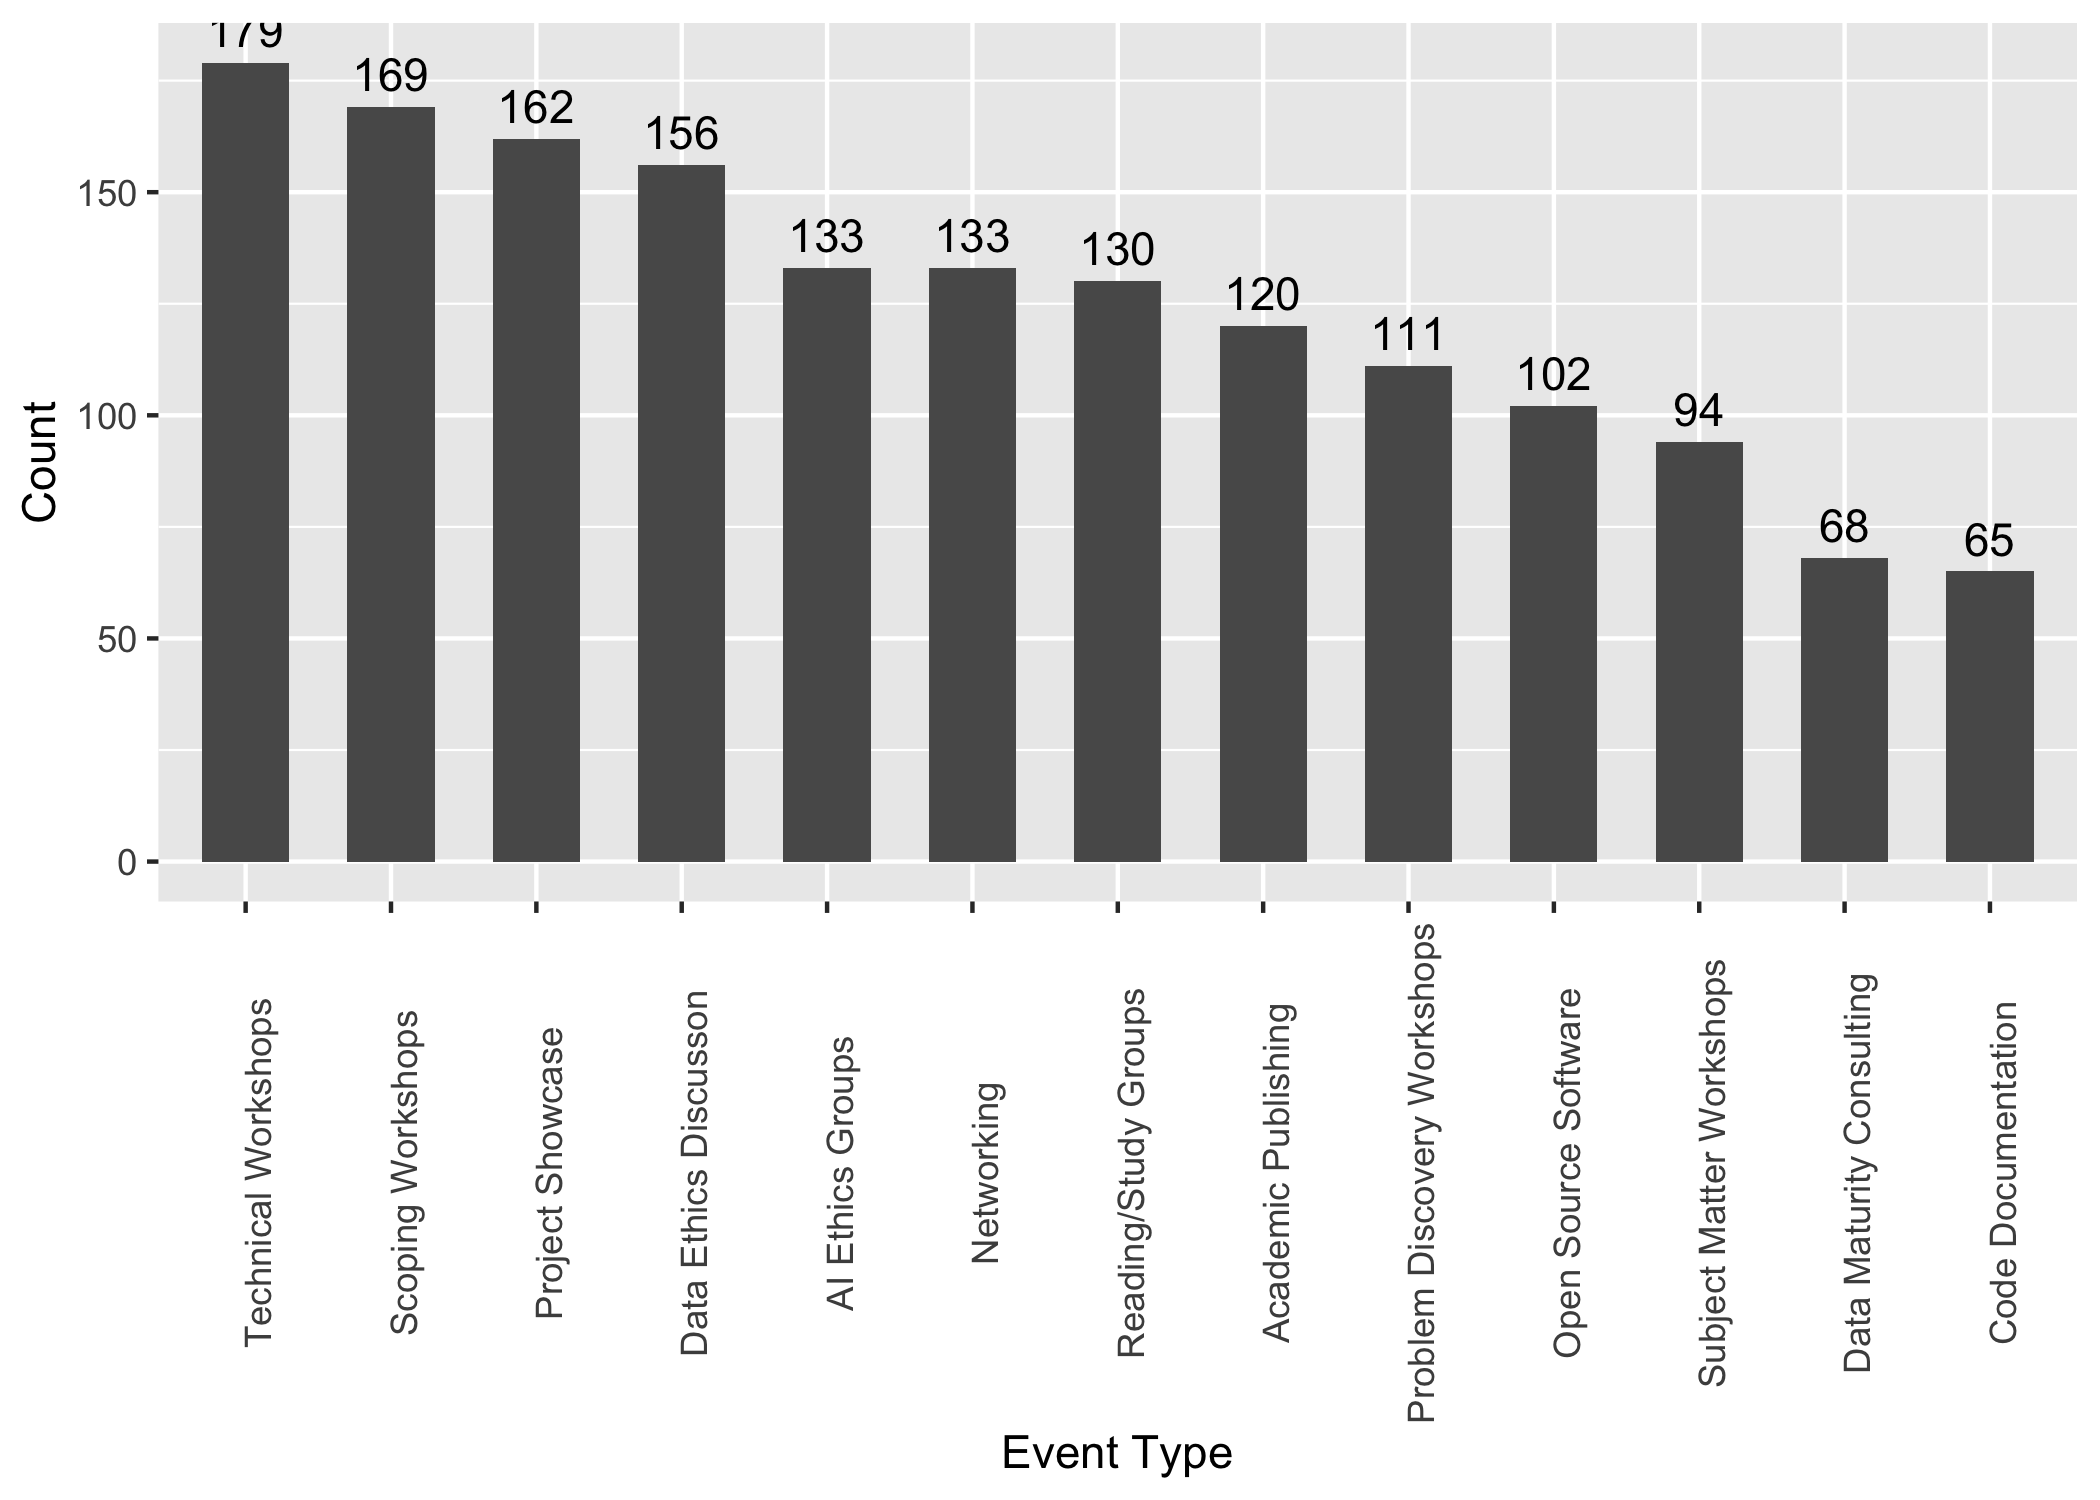 179
169
162
156
133
133
130
120
111
102
94
68
65
150
100
50
0
Count
Technical Workshops
Scoping Workshops
Project Showcase
Data Ethics Discusson
AI Ethics Groups
Networking
Reading/Study Groups
Academic Publishing
Problem Discovery Workshops
Open Source Software
Subject Matter Workshops
Data Maturity Consulting
Code Documentation
Event Type